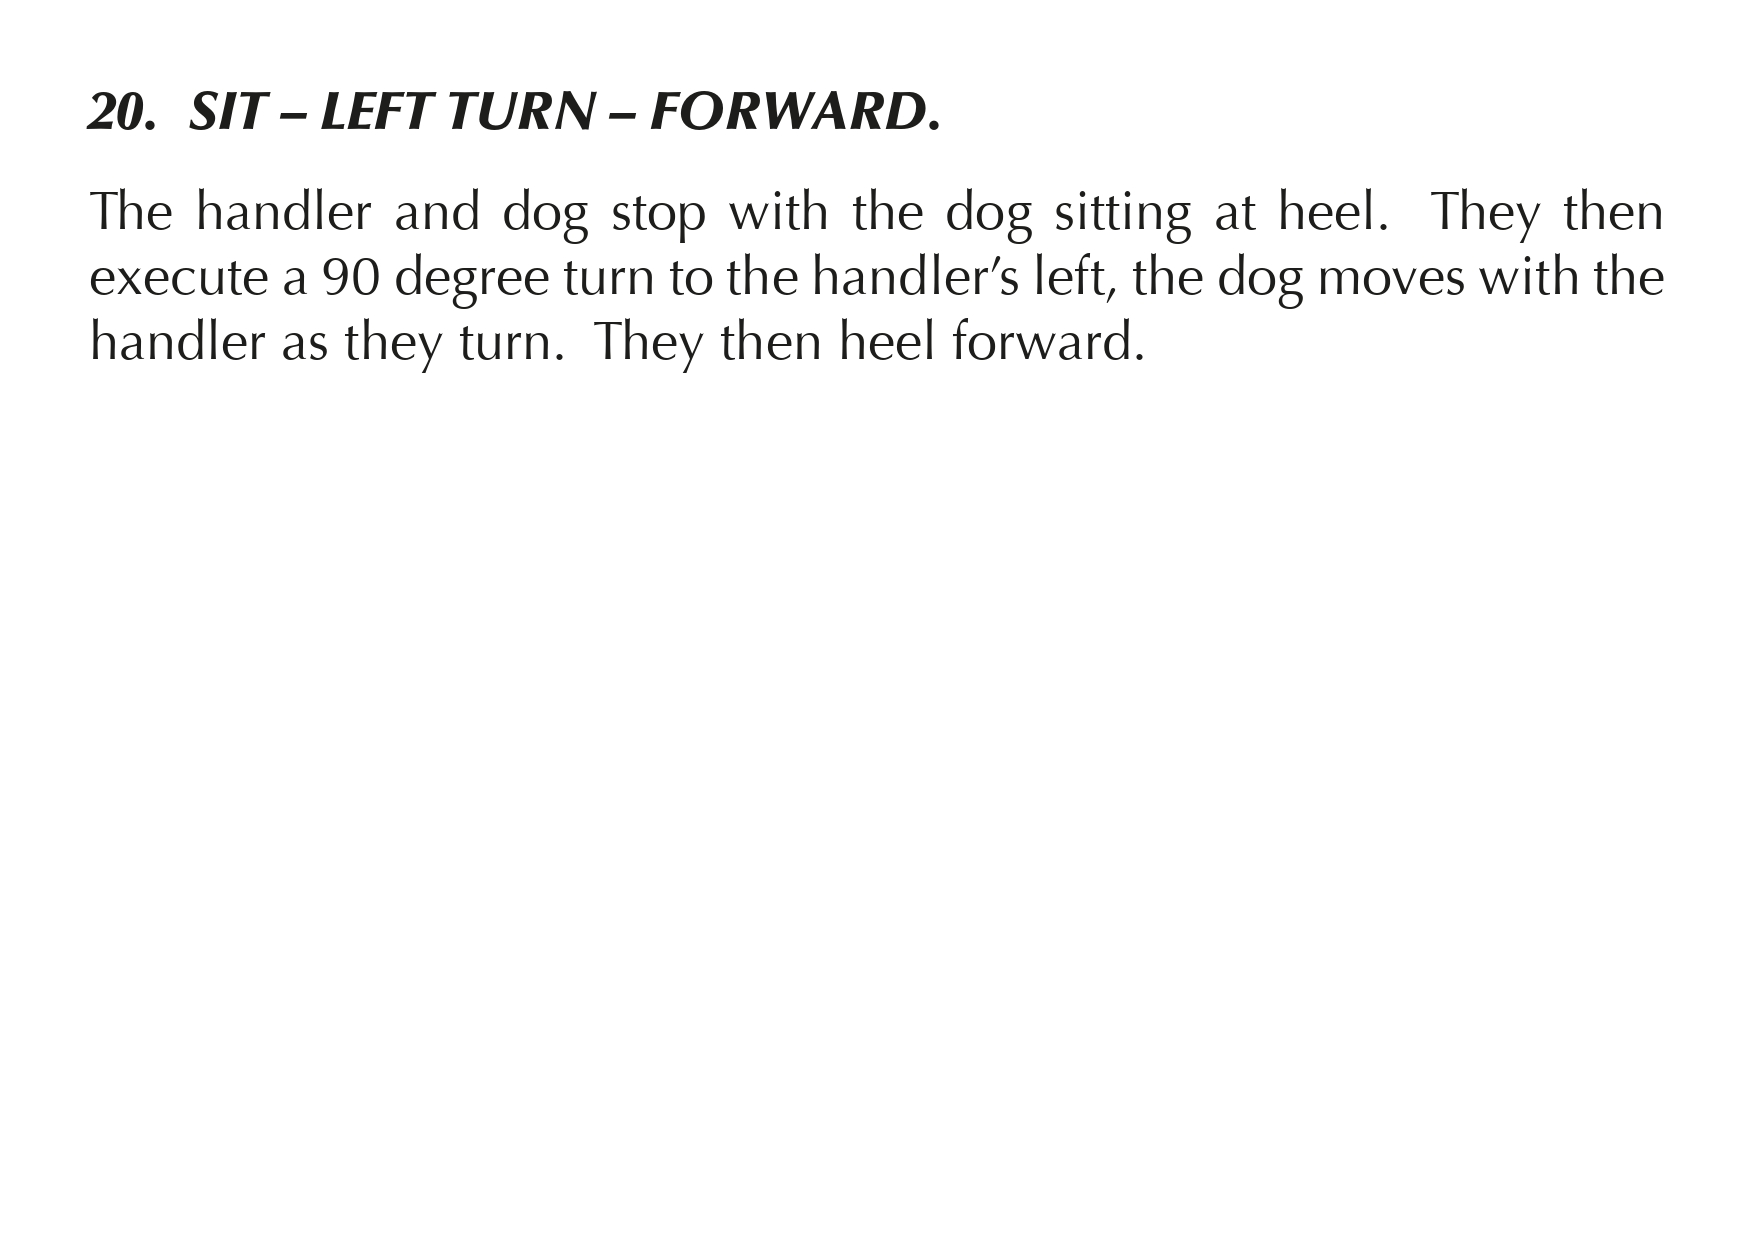 20.  SIT – LEFT TURN – FORWARD.
The handler and dog stop with the dog sitting at heel.  They then
execute a 90 degree turn to the handler’s left, the dog moves with the
handler as they turn.  They then heel forward.